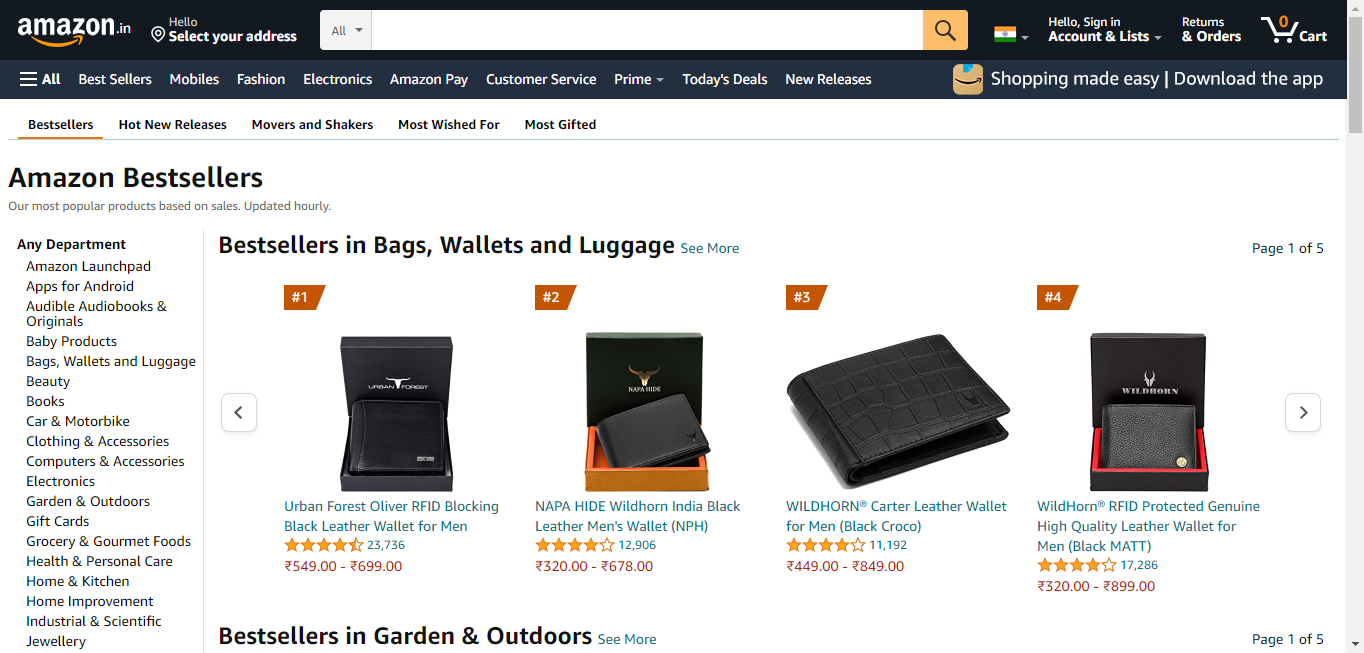 amazon.in
Hello
Select your address
All
Hello, Sign in
Account & Lists
Returns
& Orders
0
Cart
All
Best Sellers
Mobiles
Fashion
Electronics
Amazon Pay
Customer Service
Prime
Today's Deals
New Releases
Shopping made easy | Download the app
Bestsellers
Hot New Releases
Movers and Shakers
Most Wished For
Most Gifted
Amazon Bestsellers
Our most popular products based on sales. Updated hourly.
Any Department
Amazon Launchpad
Apps for Android
Audible Audiobooks &
Originals
Baby Products
Bags, Wallets and Luggage
Beauty
Books
Car & Motorbike
Clothing & Accessories
Computers & Accessories
Electronics
Garden & Outdoors
Gift Cards
Grocery & Gourmet Foods
Health & Personal Care
Home & Kitchen
Home Improvement
Industrial & Scientific
Jewellery
Bestsellers in Bags, Wallets and Luggage See More
Page 1 of 5
#1
URBAN FOREST
Urban Forest Oliver RFID Blocking
Black Leather Wallet for Men
23,736
₹549.00 - ₹699.00
#2
NAPA HIDE
NAPA HIDE Wildhorn India Black
Leather Men's Wallet (NPH)
12,906
₹320.00 - ₹678.00
#3
WILDHORN® Carter Leather Wallet
for Men (Black Croco)
11,192
₹449.00 - ₹849.00
#4
WILDHORN
WildHorn® RFID Protected Genuine
High Quality Leather Wallet for
Men (Black MATT)
17,286
₹320.00 - ₹899.00
Bestsellers in Garden & Outdoors See More
Page 1 of 5